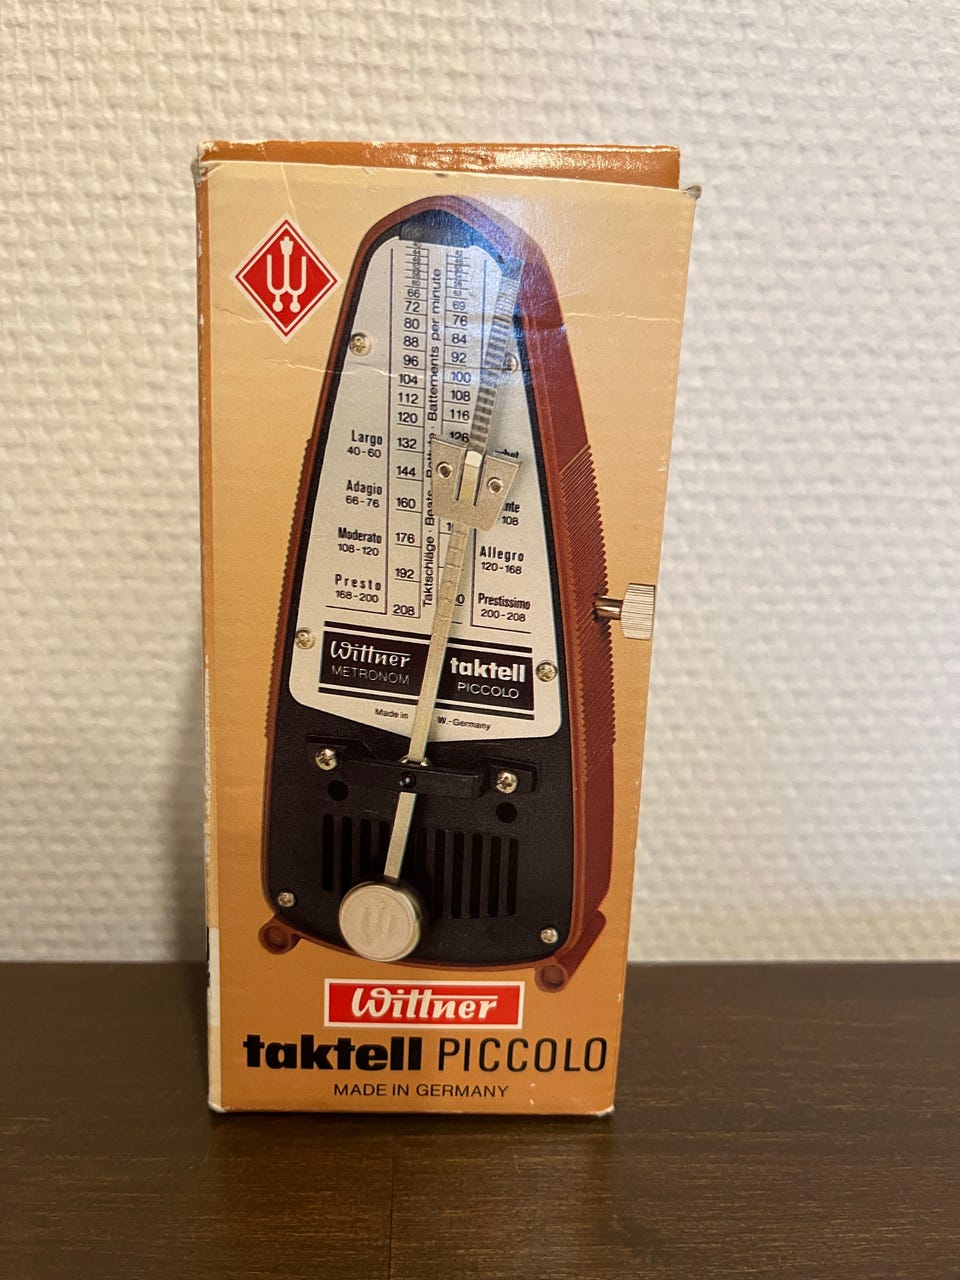 66
69
72
76
80
84
88
92
96
100
104
108
112
116
120
126
132
144
160
176
192
208
Taktschläge · Beats · Battements per minute
Largo
40-60
Adagio
66-76
Moderato
108-120
Presto
168-200
108
Allegro
120-168
Prestissimo
200-208
Wittner
METRONOM
taktell
PICCOLO
Made in W.-Germany
Wittner
taktell PICCOLO
MADE IN GERMANY